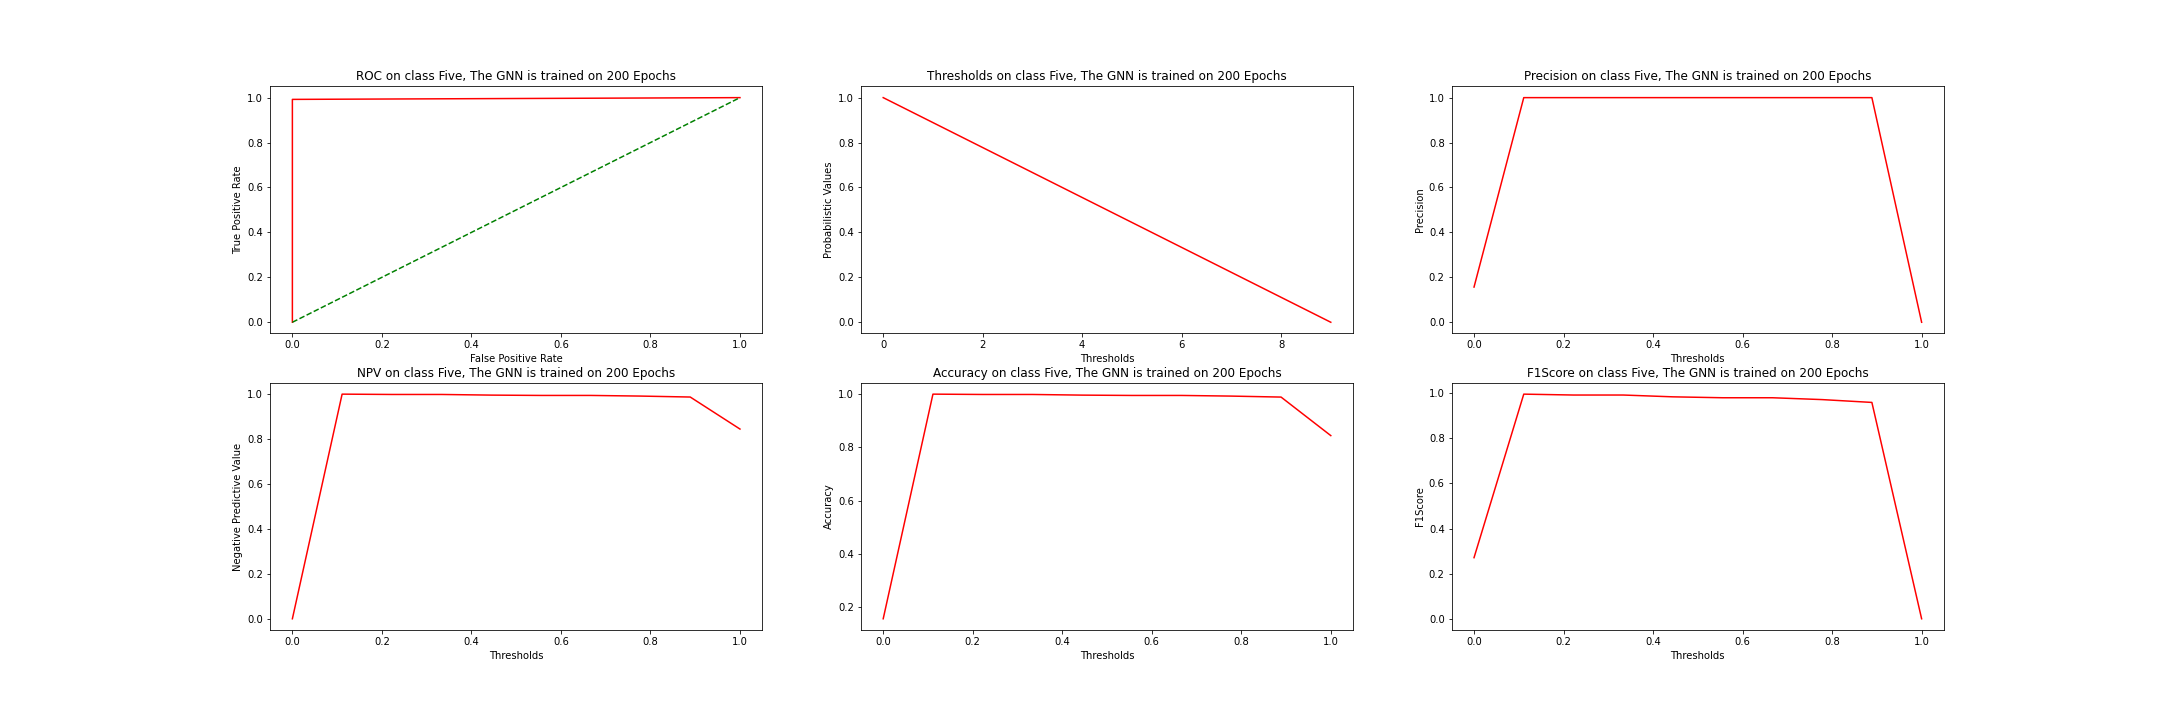 ROC on class Five, The GNN is trained on 200 Epochs
True Positive Rate
1.0
0.8
0.6
0.4
0.2
0.0
0.0 0.2 0.4 0.6 0.8 1.0
False Positive Rate
Thresholds on class Five, The GNN is trained on 200 Epochs
Probabilistic Values
1.0
0.8
0.6
0.4
0.2
0.0
0 2 4 6 8
Thresholds
Precision on class Five, The GNN is trained on 200 Epochs
Precision
1.0
0.8
0.6
0.4
0.2
0.0
0.0 0.2 0.4 0.6 0.8 1.0
Thresholds
NPV on class Five, The GNN is trained on 200 Epochs
Negative Predictive Value
1.0
0.8
0.6
0.4
0.2
0.0
0.0 0.2 0.4 0.6 0.8 1.0
Thresholds
Accuracy on class Five, The GNN is trained on 200 Epochs
Accuracy
1.0
0.8
0.6
0.4
0.2
0.0 0.2 0.4 0.6 0.8 1.0
Thresholds
F1Score on class Five, The GNN is trained on 200 Epochs
F1Score
1.0
0.8
0.6
0.4
0.2
0.0
0.0 0.2 0.4 0.6 0.8 1.0
Thresholds